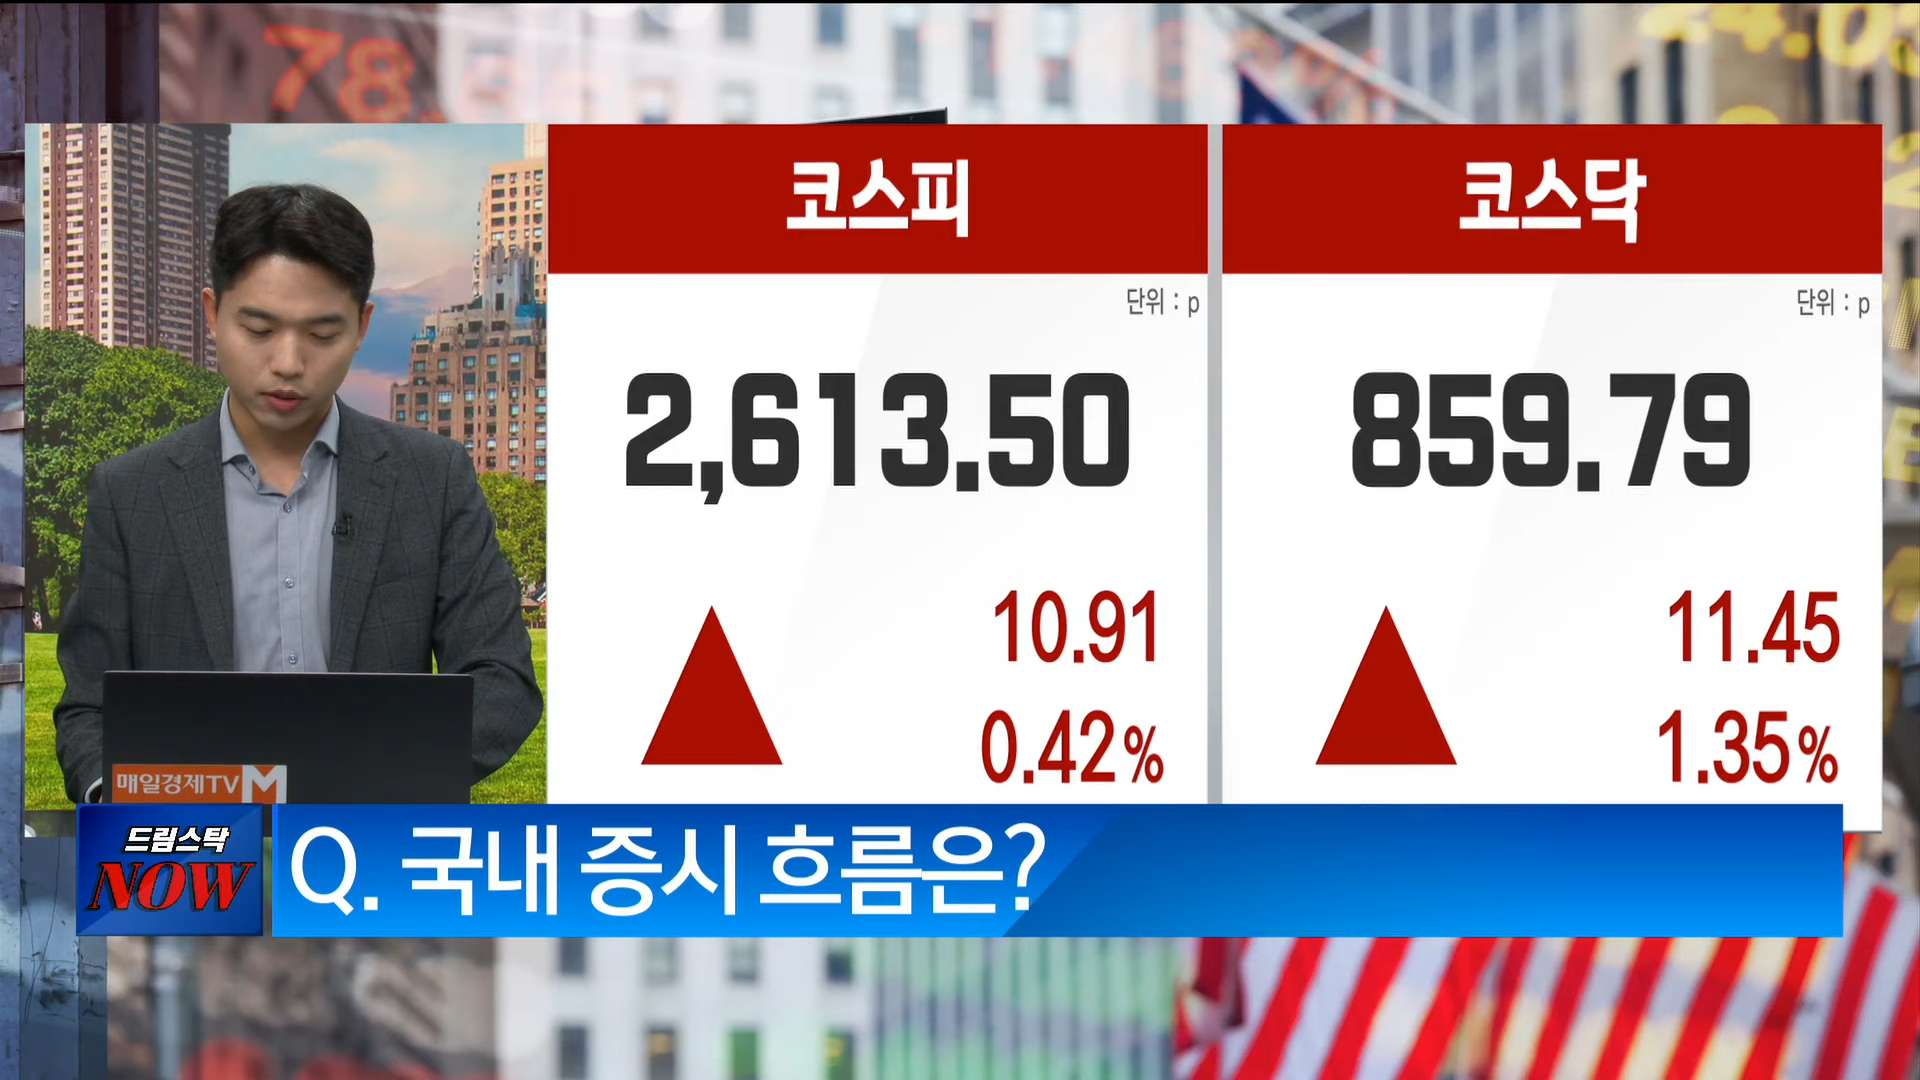 코스피
단위 : p
2,613.50
10.91
0.42%
코스닥
단위 : p
859.79
11.45
1.35%
매일경제TV M
드림스탁
NOW
Q. 국내 증시 흐름은?